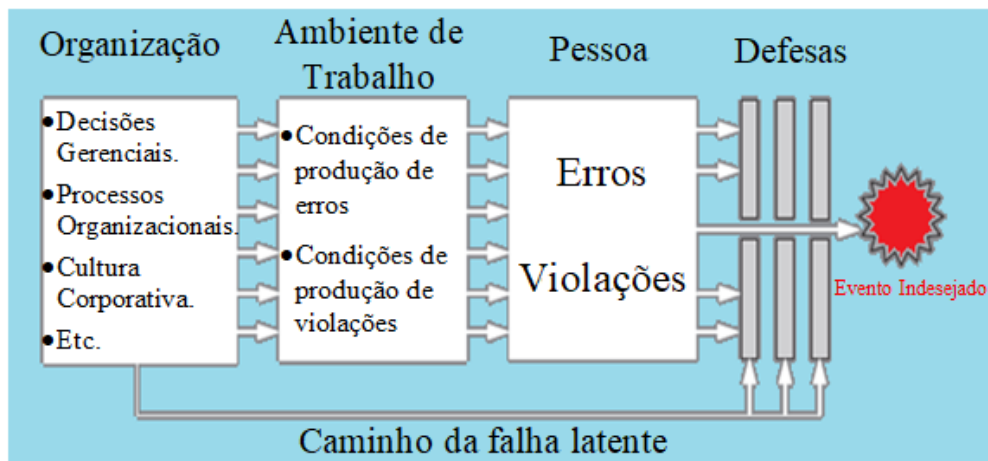 Organização
Ambiente de
Trabalho
Pessoa
Defesas
•Decisões
Gerenciais.
•Processos
Organizacionais.
•Cultura
Corporativa.
•Etc.
•Condições de
produção de
erros
•Condições de
produção de
violações
Erros
Violações
Evento Indesejado
Caminho da falha latente